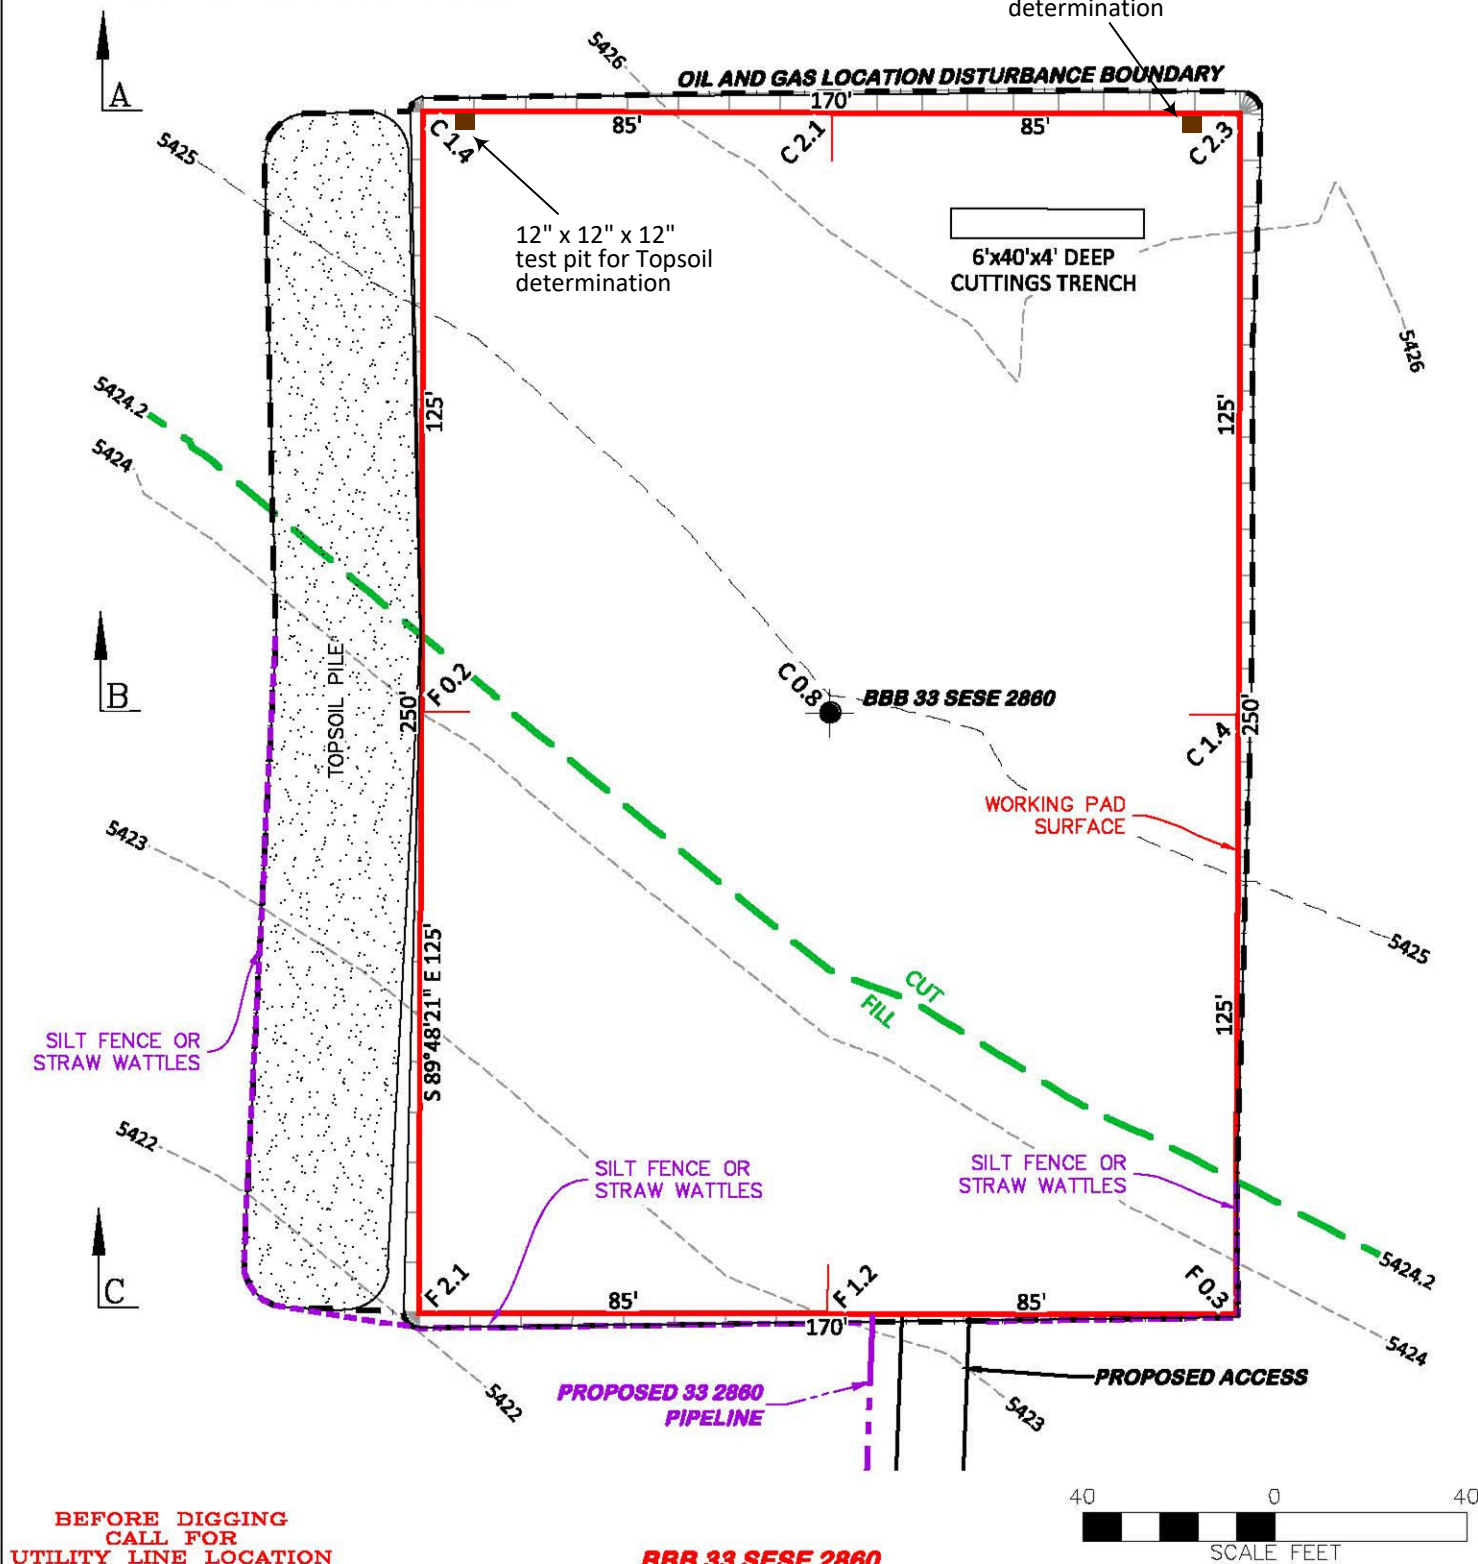 determination
5426
OIL AND GAS LOCATION DISTURBANCE BOUNDARY
A
170'
C 1.4
85'
C 2.1
85'
C 2.3
5425
12" x 12" x 12"
test pit for Topsoil
determination
6'x40'x4' DEEP
CUTTINGS TRENCH
5426
5424.2
125'
125'
5424
TOPSOIL PILE
B
250'
F 0.2
C 0.8
BBB 33 SESE 2860
250'
C 1.4
WORKING PAD
SURFACE
5423
5425
S 89°48'21" E 125'
CUT
FILL
125'
SILT FENCE OR
STRAW WATTLES
5422
SILT FENCE OR
STRAW WATTLES
SILT FENCE OR
STRAW WATTLES
C
F 2.1
85'
F 1.2
85'
F 0.3
5424.2
170'
5424
PROPOSED 33 2860
PIPELINE
PROPOSED ACCESS
5422
5423
BEFORE DIGGING
CALL FOR
UTILITY LINE LOCATION
BBB 33 SESE 2860
40 0 40
SCALE FEET